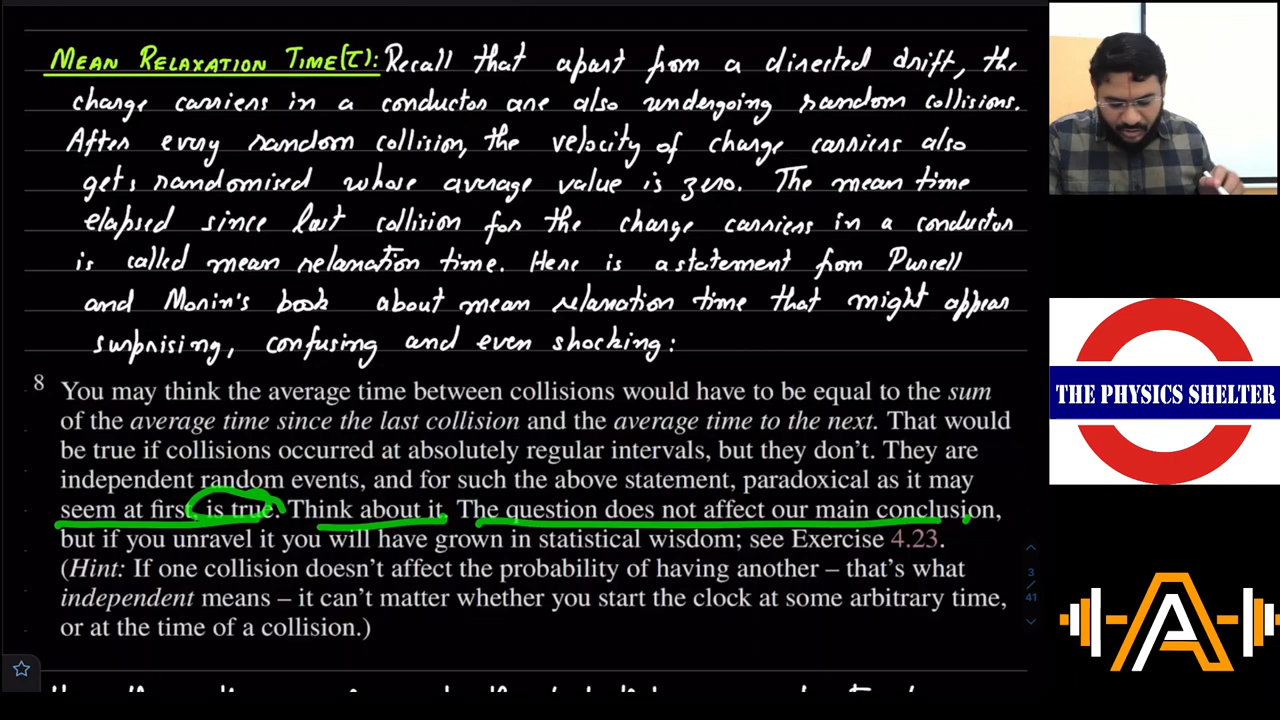 MEAN RELAXATION TIME(τ): Recall that apart from a directed drift, the
charge carriers in a conductor are also undergoing random collisions.
After every random collision, the velocity of charge carriers also
gets randomised whose average value is zero. The mean time
elapsed since last collision for the charge carriers in a conductor
is called mean relaxation time. Here is a statement from Purcell
and Morin's book about mean relaxation time that might appear
surprising, confusing and even shocking:
8 You may think the average time between collisions would have to be equal to the sum
of the average time since the last collision and the average time to the next. That would
be true if collisions occurred at absolutely regular intervals, but they don't. They are
independent random events, and for such the above statement, paradoxical as it may
seem at first, is true. Think about it. The question does not affect our main conclusion,
but if you unravel it you will have grown in statistical wisdom; see Exercise 4.23.
(Hint: If one collision doesn't affect the probability of having another – that's what
independent means – it can't matter whether you start the clock at some arbitrary time,
or at the time of a collision.)
THE PHYSICS SHELTER
3
41
A